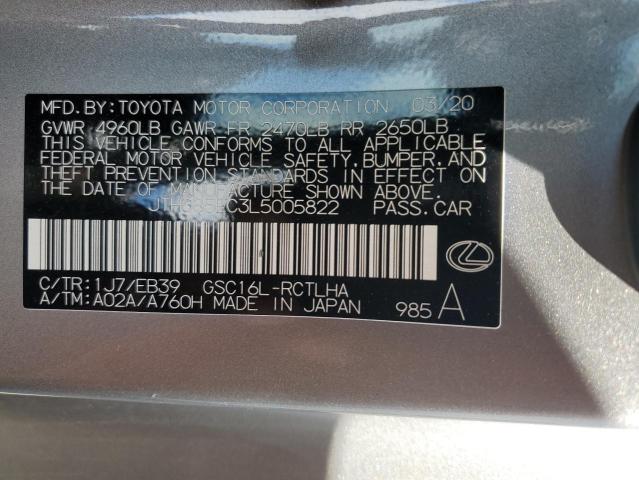 MFD. BY: TOYOTA MOTOR CORPORATION 03/20
GVWR 4960LB GAWR FR 2470LB RR 2650LB
THIS VEHICLE CONFORMS TO ALL APPLICABLE
FEDERAL MOTOR VEHICLE SAFETY, BUMPER, AND
THEFT PREVENTION STANDARDS IN EFFECT ON
THE DATE OF MANUFACTURE SHOWN ABOVE.
PASS. CAR
C/TR: 1J7/EB39 GSC16L-RCTLHA
A/TM: A02A/A760H MADE IN JAPAN
985 A